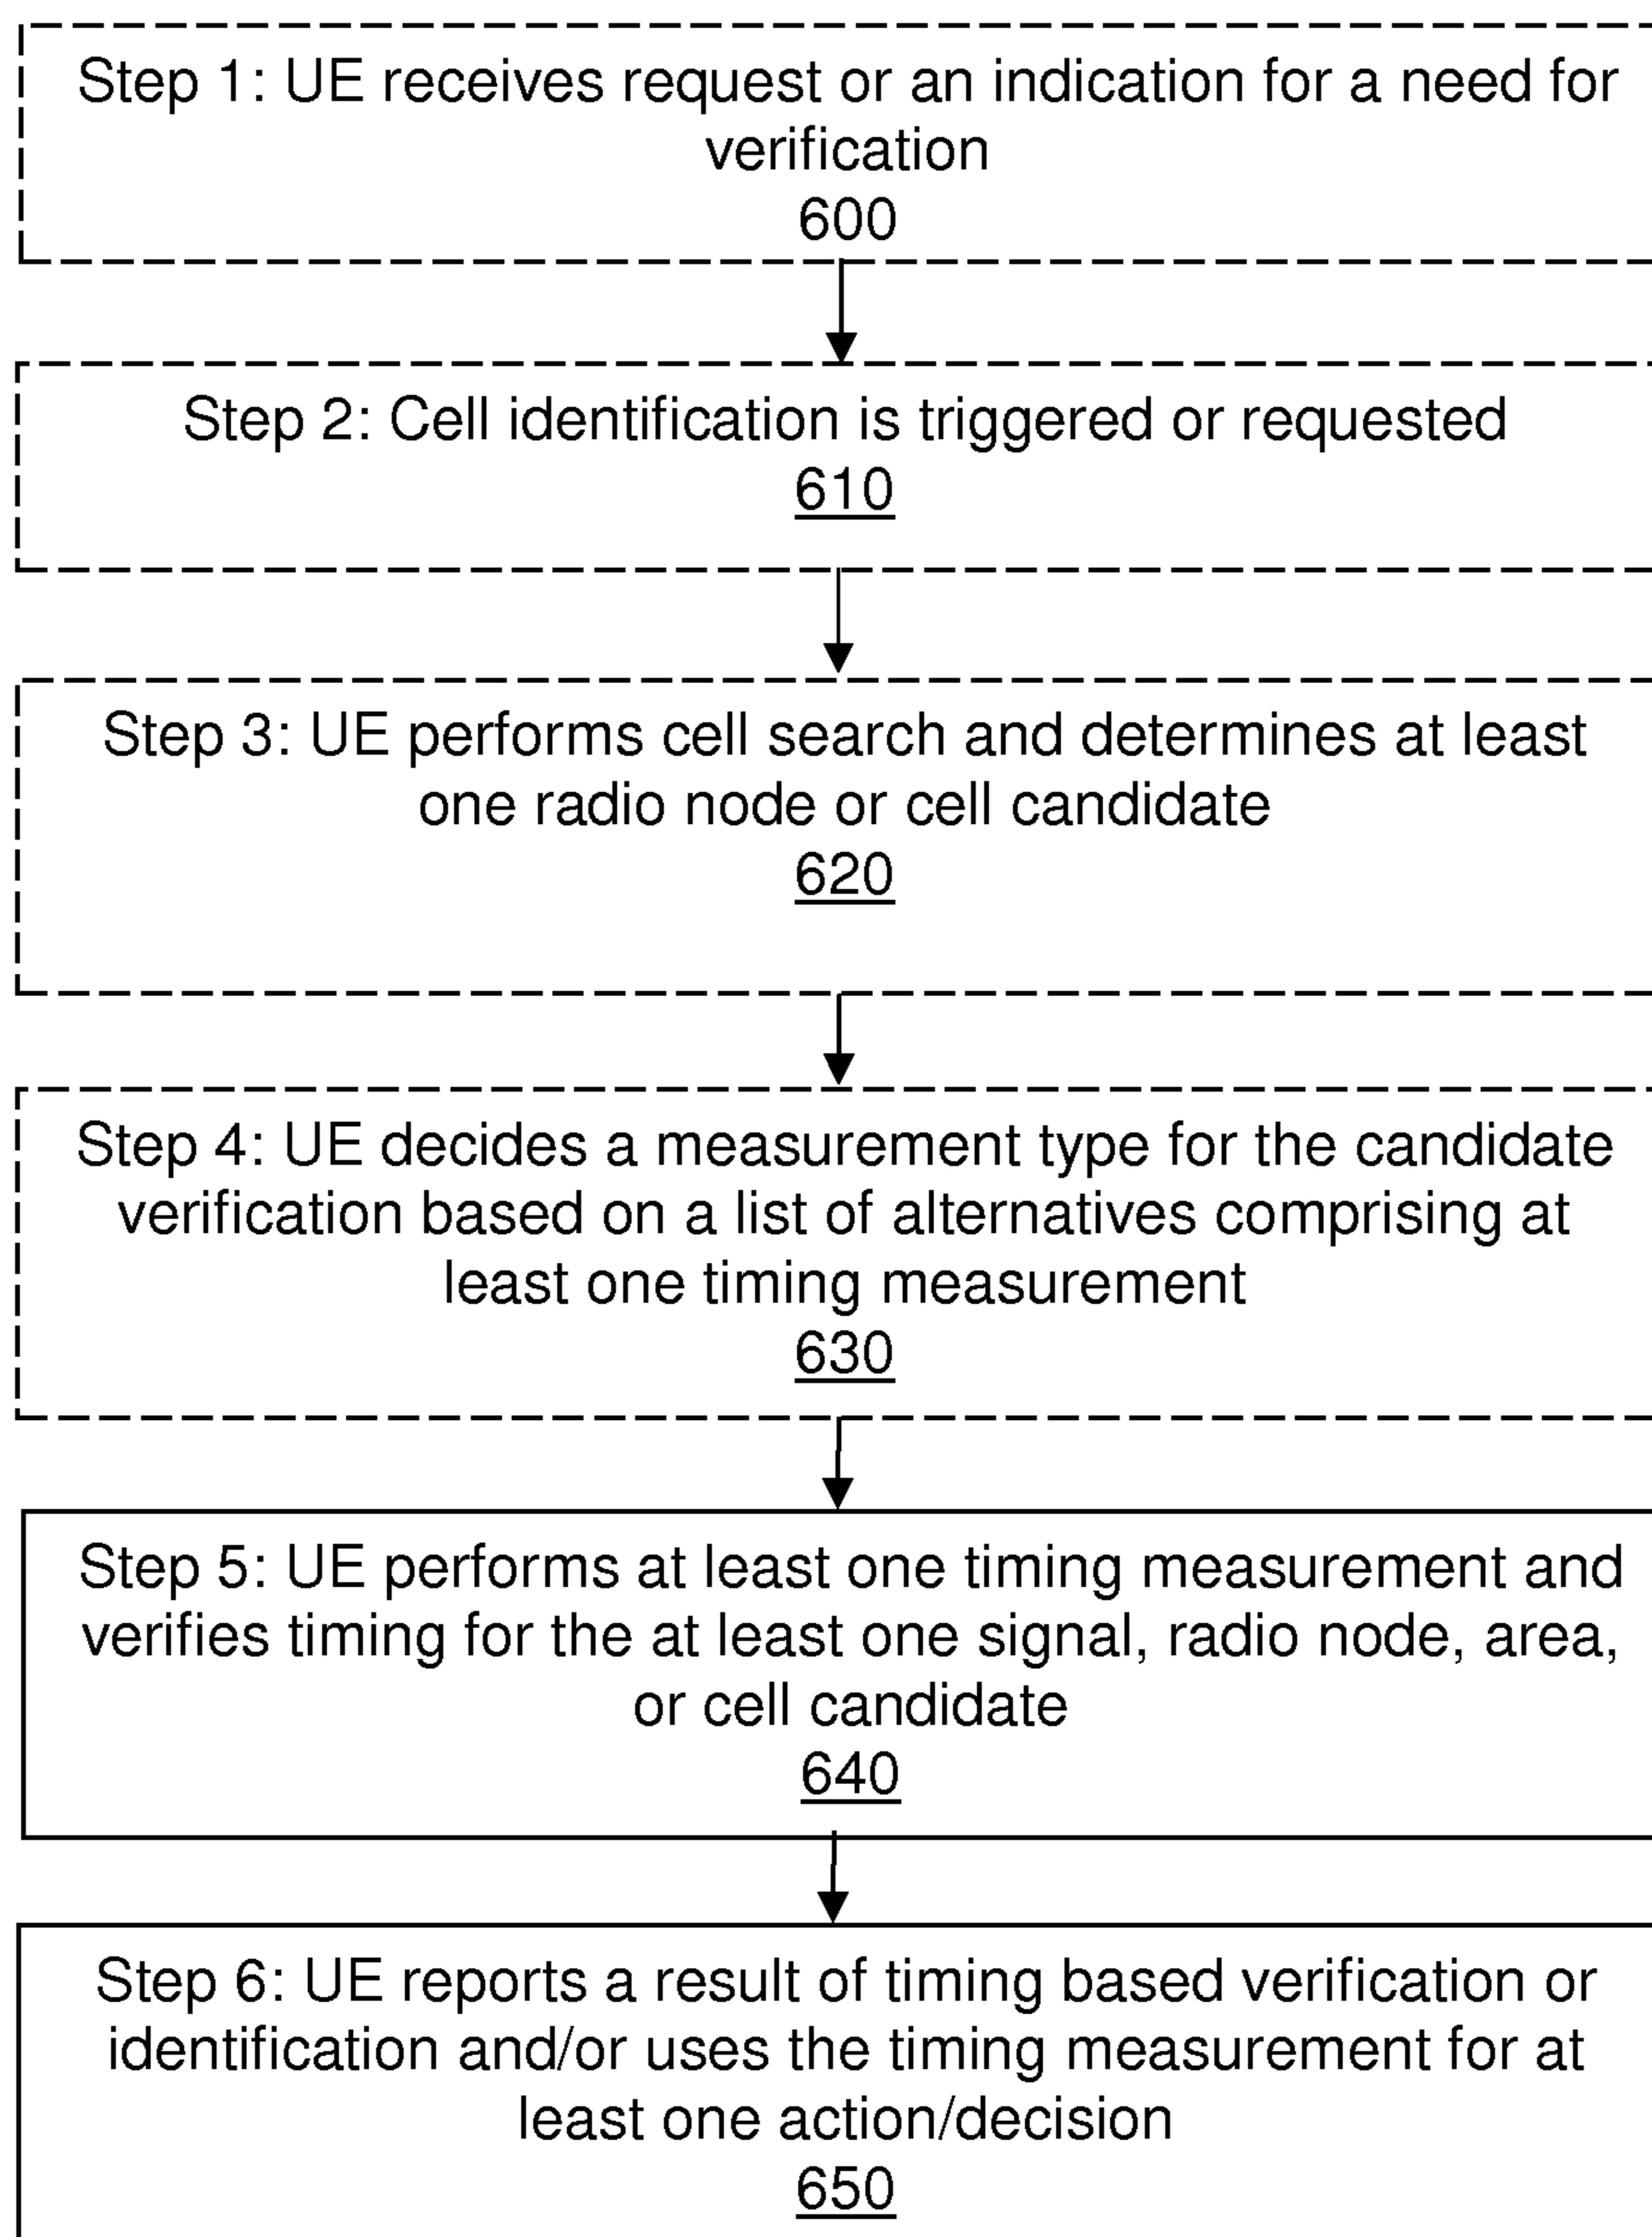 Step 1: UE receives request or an indication for a need for
verification
600
Step 2: Cell identification is triggered or requested
610
Step 3: UE performs cell search and determines at least
one radio node or cell candidate
620
Step 4: UE decides a measurement type for the candidate
verification based on a list of alternatives comprising at
least one timing measurement
630
Step 5: UE performs at least one timing measurement and
verifies timing for the at least one signal, radio node, area,
or cell candidate
640
Step 6: UE reports a result of timing based verification or
identification and/or uses the timing measurement for at
least one action/decision
650